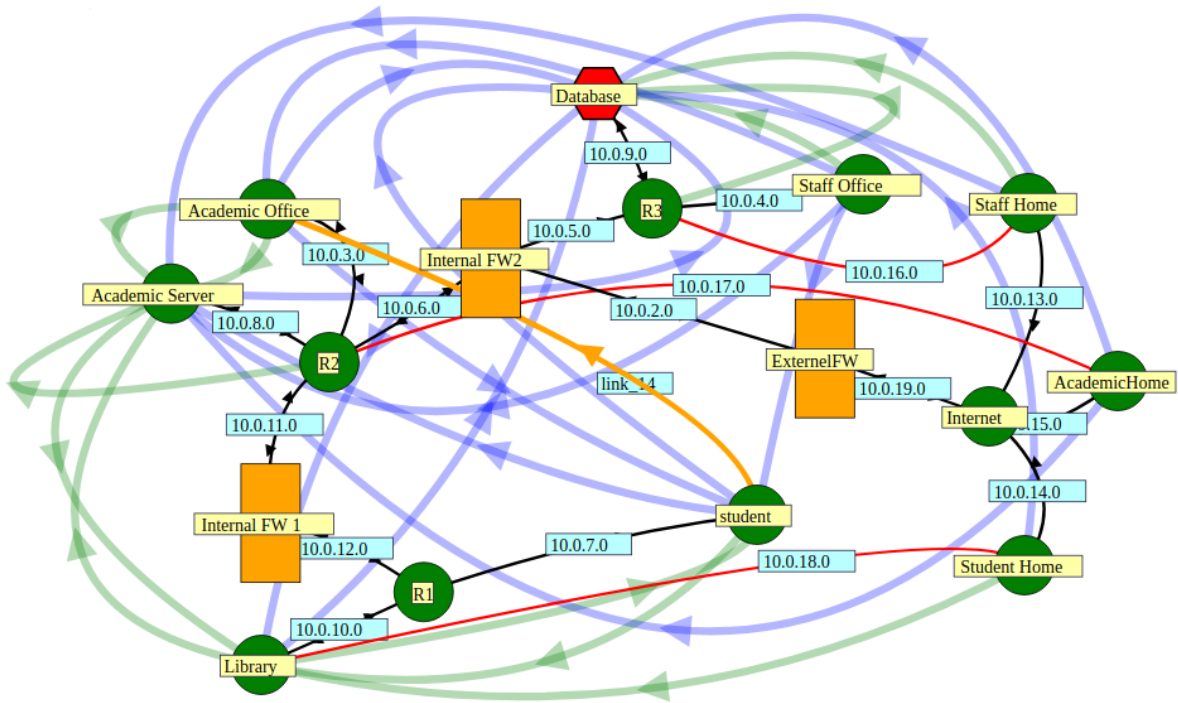 Database
10.0.9.0
Staff Office
R3
10.0.4.0
Staff Home
Academic Office
10.0.5.0
10.0.3.0
Internal FW2
10.0.16.0
10.0.17.0
Academic Server
10.0.13.0
10.0.6.0
10.0.2.0
10.0.8.0
R2
ExternelFW
link_14
10.0.19.0
AcademicHome
Internet
.15.0
10.0.11.0
10.0.14.0
Internal FW 1
student
10.0.12.0
10.0.7.0
10.0.18.0
Student Home
R1
10.0.10.0
Library